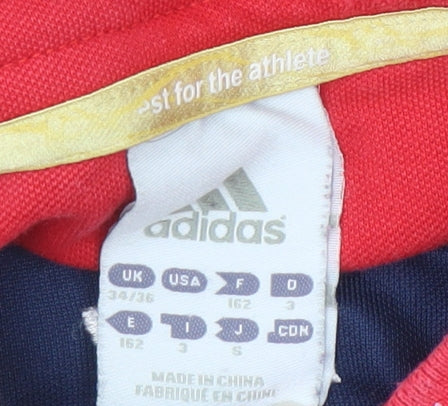 est for the athlete
adidas
UK USA F D
34/36 162 3
E I J CDN
162 3 S
MADE IN CHINA
FABRIQUÉ EN CHINE